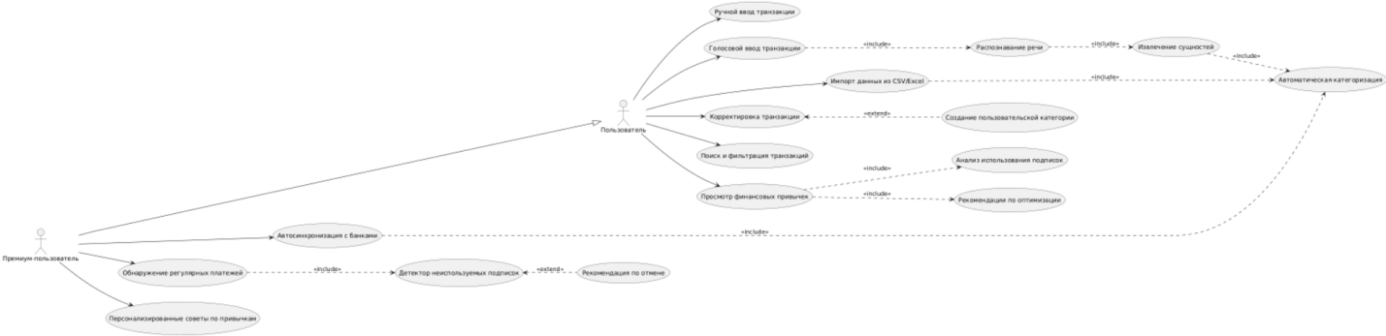 Ручной ввод транзакции
Голосовой ввод транзакции
«include»
Распознавание речи
«include»
Извлечение сущностей
«include»
Импорт данных из CSV/Excel
«include»
Автоматическая категоризация
Пользователь
Корректировка транзакции
«extend»
Создание пользовательской категории
Поиск и фильтрация транзакций
Анализ использования подписок
«include»
Просмотр финансовых привычек
«include»
Рекомендации по оптимизации
Автосинхронизация с банками
«include»
Премиум-пользователь
Обнаружение регулярных платежей
«include»
Детектор неиспользуемых подписок
«extend»
Рекомендация по отмене
Персонализированные советы по привычкам